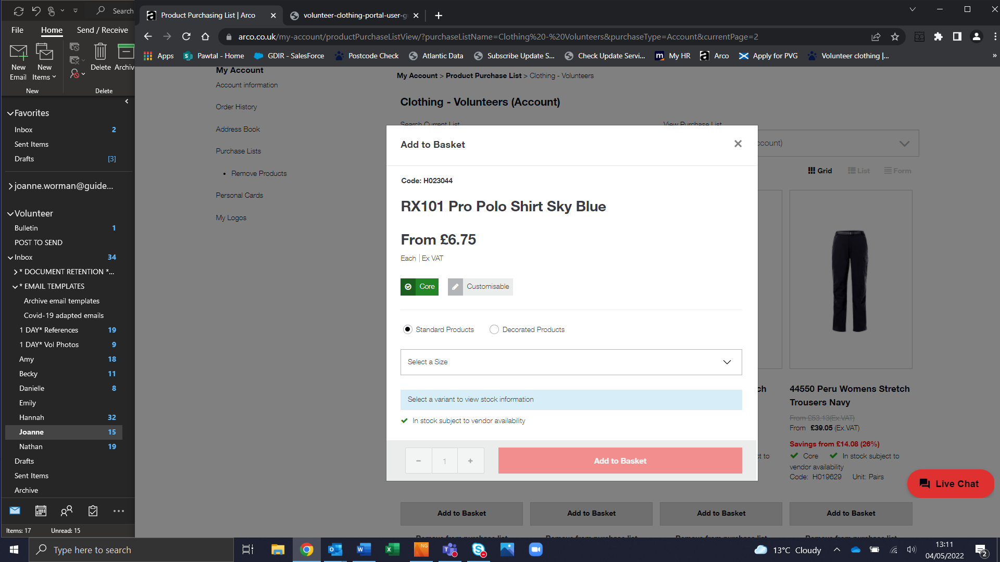 Search
File
Home
Send / Receive
New Email
New Items
Delete
Archiv
New
Delete
Favorites
Inbox 2
Sent Items
Drafts [3]
joanne.worman@guide...
Volunteer
Bulletin 1
POST TO SEND
Inbox 34
* DOCUMENT RETENTION *...
* EMAIL TEMPLATES
Archive email templates
Covid-19 adapted emails
1 DAY* References 19
1 DAY* Vol Photos 9
Amy 18
Becky 11
Danielle 8
Emily
Hannah 32
Joanne 15
Nathan 19
Drafts
Sent Items
Archive
Items: 17 Unread: 15
Product Purchasing List | Arco
volunteer-clothing-portal-user-g
arco.co.uk/my-account/productPurchaseListView/?purchaseListName=Clothing%20-%20Volunteers&purchaseType=Account&currentPage=2
Apps
Pawtal - Home
GDIR - SalesForce
Postcode Check
Atlantic Data
Subscribe Update S...
Check Update Servi...
My HR
Arco
Apply for PVG
Volunteer clothing |...
»
My Account
Account information
Order History
Address Book
Purchase Lists
• Remove Products
Personal Cards
My Logos
My Account > Product Purchase List > Clothing - Volunteers
Clothing - Volunteers (Account)
Search Current List
View Purchase List
ccount)
Grid
List
Form
Add to Basket
Code: H023044
RX101 Pro Polo Shirt Sky Blue
From £6.75
Each | Ex VAT
Core
Customisable
Standard Products
Decorated Products
Select a Size
Select a variant to view stock information
In stock subject to vendor availability
- 1 +
Add to Basket
ch
ct to
44550 Peru Womens Stretch
Trousers Navy
From £53.13(Ex.VAT)
From £39.05 (Ex.VAT)
Savings from £14.08 (26%)
Core In stock subject to
vendor availability
Code: H019629 Unit: Pairs
Live Chat
Add to Basket
Add to Basket
Add to Basket
Add to Basket
Remove from purchase list
Remove from purchase list
Remove from purchase list
Remove from purchase list
Type here to search
NG
13°C Cloudy
13:11
04/05/2022
2